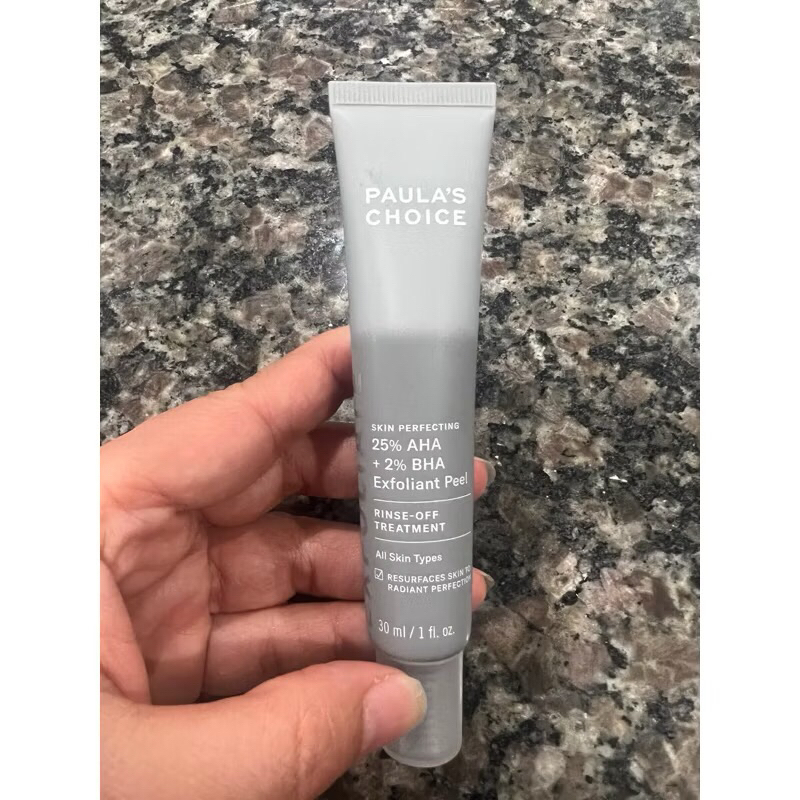 PAULA'S
CHOICE
SKIN PERFECTING
25% AHA
+ 2% BHA
Exfoliant Peel
RINSE-OFF
TREATMENT
All Skin Types
☑ RESURFACES SKIN TO
RADIANT PERFECTION
30 ml / 1 fl. oz.